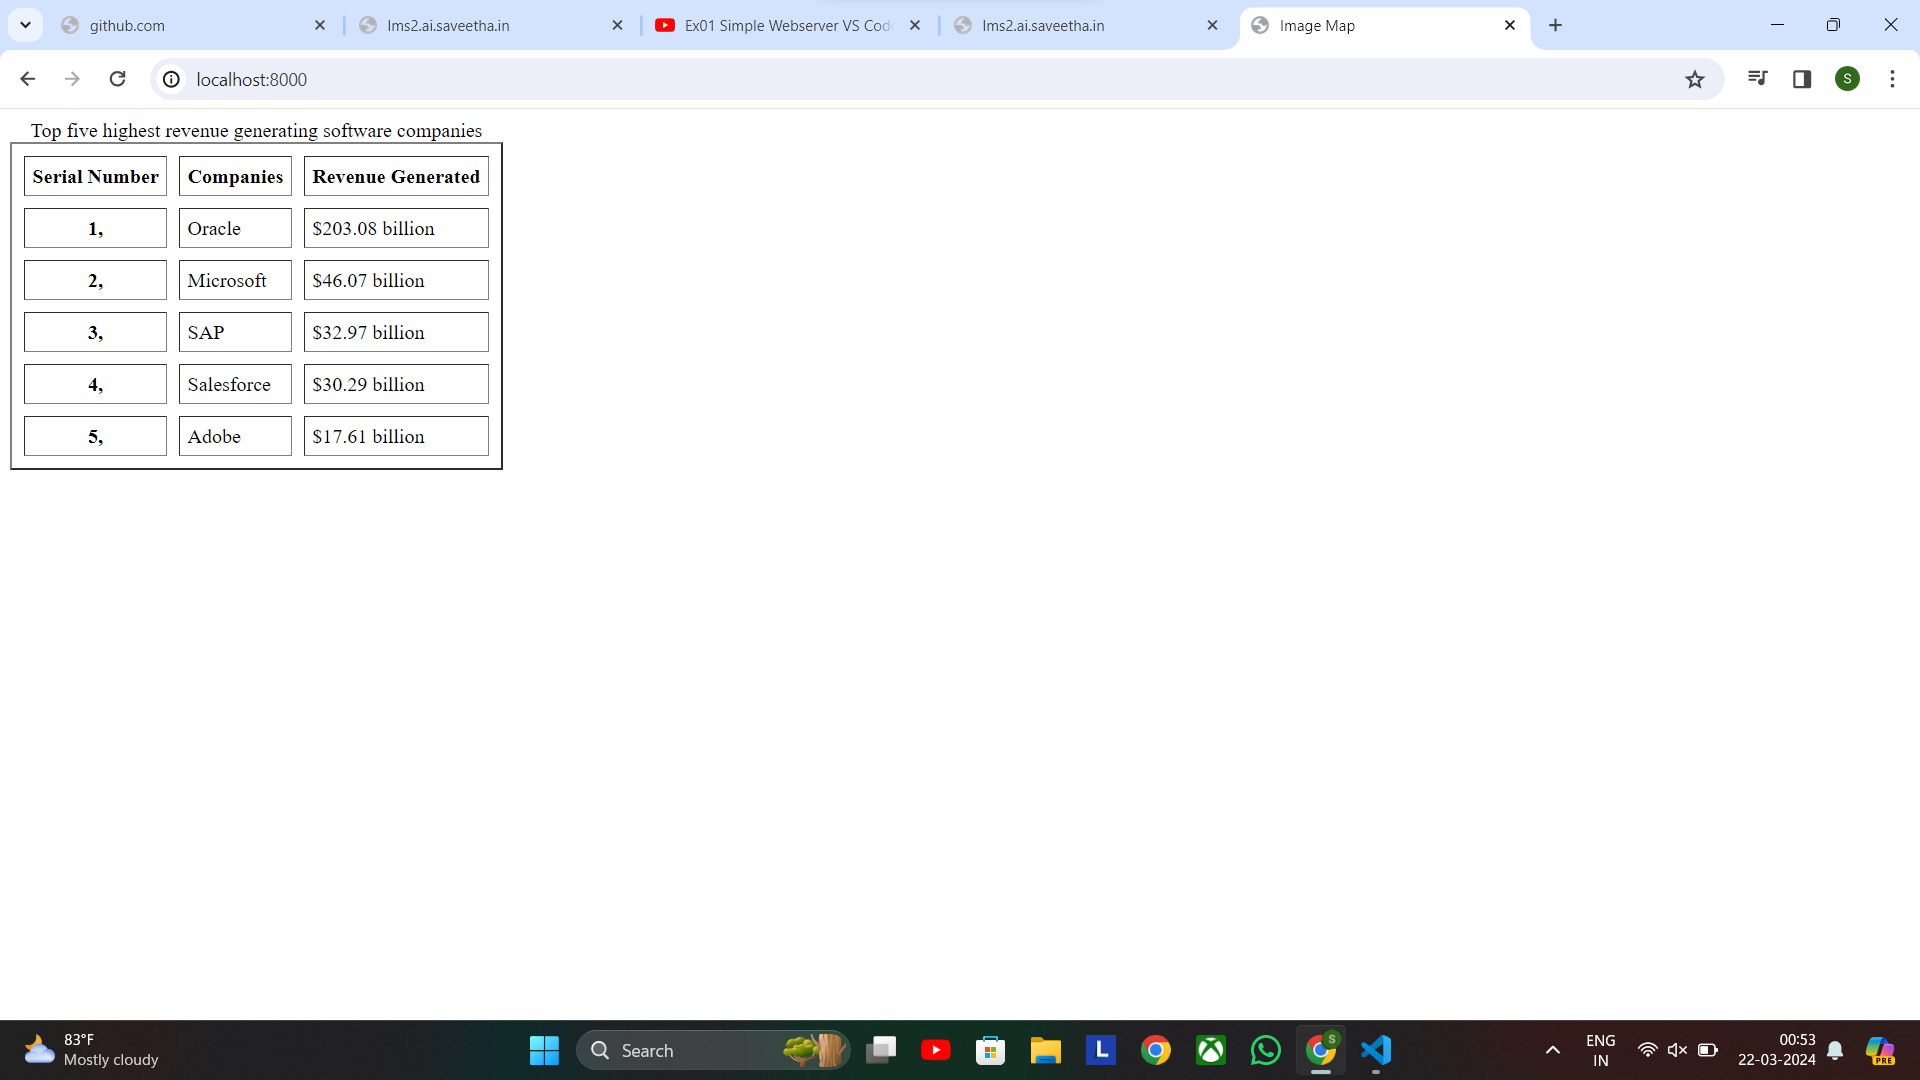 github.com
lms2.ai.saveetha.in
Ex01 Simple Webserver VS Cod
lms2.ai.saveetha.in
Image Map
localhost:8000
S
Top five highest revenue generating software companies
Serial Number Companies Revenue Generated
1, Oracle $203.08 billion
2, Microsoft $46.07 billion
3, SAP $32.97 billion
4, Salesforce $30.29 billion
5, Adobe $17.61 billion
83°F
Mostly cloudy
Search
L
S
ENG
IN
00:53
22-03-2024
PRE